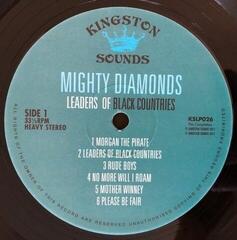 KINGSTON
SOUNDS
MIGHTY DIAMONDS
LEADERS OF BLACK COUNTRIES
SIDE 1
33⅓RPM
HEAVY STEREO
KSLP026
1 MORGAN THE PIRATE
2 LEADERS OF BLACK COUNTRIES
3 RUDE BOYS
4 NO MORE WILL I ROAM
5 MOTHER WINNEY
6 PLEASE BE FAIR